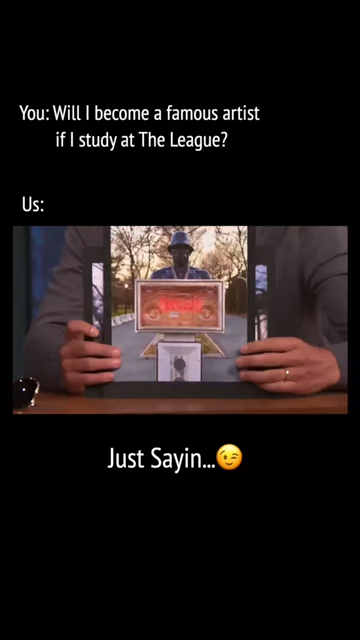 You: Will I become a famous artist
if I study at The League?
Us:
Just Sayin...😉